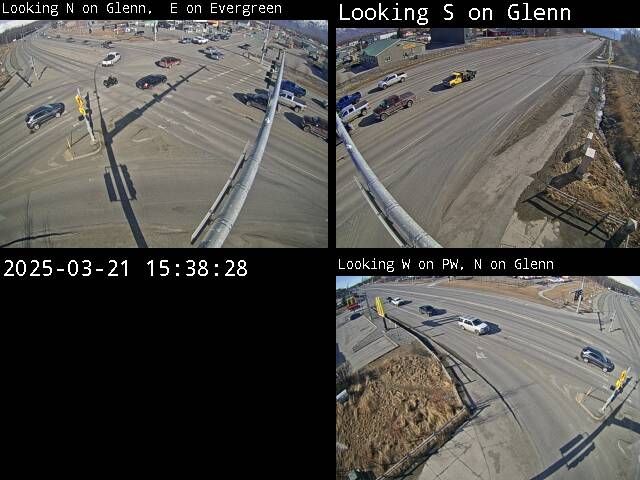 Looking N on Glenn,  E on Evergreen
Looking S on Glenn
2025-03-21 15:38:28
Looking W on PW, N on Glenn